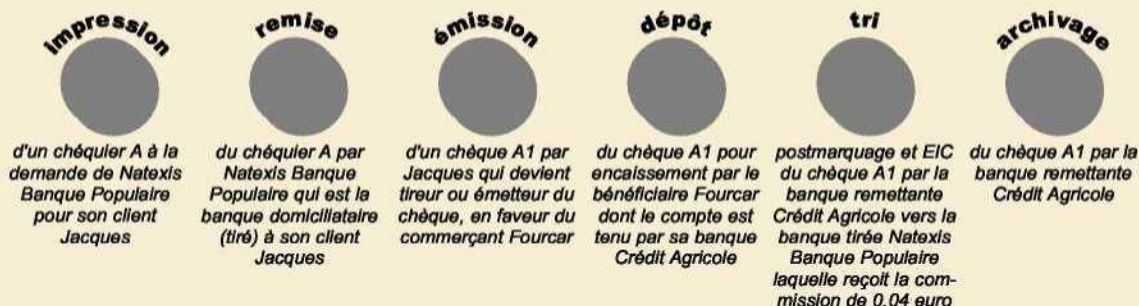 impression
d'un chéquier A à la
demande de Natexis
Banque Populaire
pour son client
Jacques
remise
du chéquier A par
Natexis Banque
Populaire qui est la
banque domiciliataire
(tiré) à son client
Jacques
émission
d'un chèque A1 par
Jacques qui devient
tireur ou émetteur du
chèque, en faveur du
commerçant Fourcar
dépôt
du chèque A1 pour
encaissement par le
bénéficiaire Fourcar
dont le compte est
tenu par sa banque
Crédit Agricole
tri
postmarquage et EIC
du chèque A1 par la
banque remettante
Crédit Agricole vers la
banque tirée Natexis
Banque Populaire
laquelle reçoit la com-
mission de 0,04 euro
archivage
du chèque A1 par la
banque remettante
Crédit Agricole